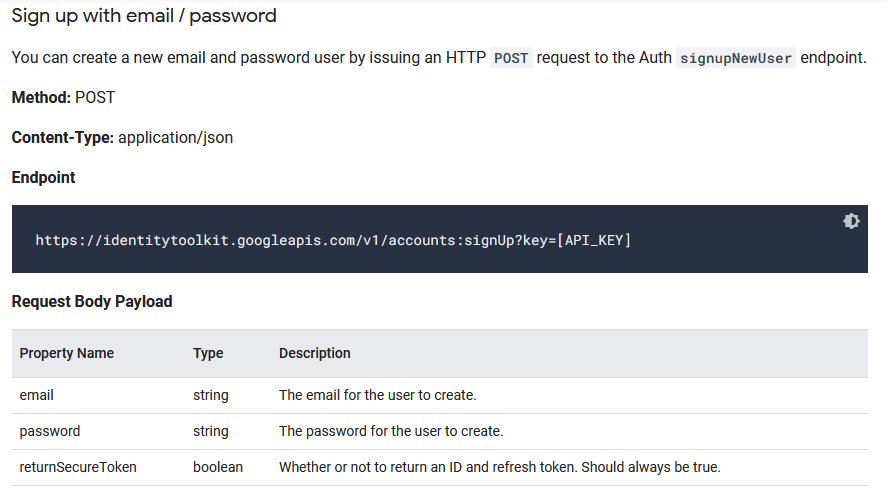 Sign up with email / password
You can create a new email and password user by issuing an HTTP POST request to the Auth signupNewUser endpoint.
Method: POST
Content-Type: application/json
Endpoint
https://identitytoolkit.googleapis.com/v1/accounts:signUp?key=[API_KEY]
Request Body Payload
Property Name Type Description
email string The email for the user to create.
password string The password for the user to create.
returnSecureToken boolean Whether or not to return an ID and refresh token. Should always be true.